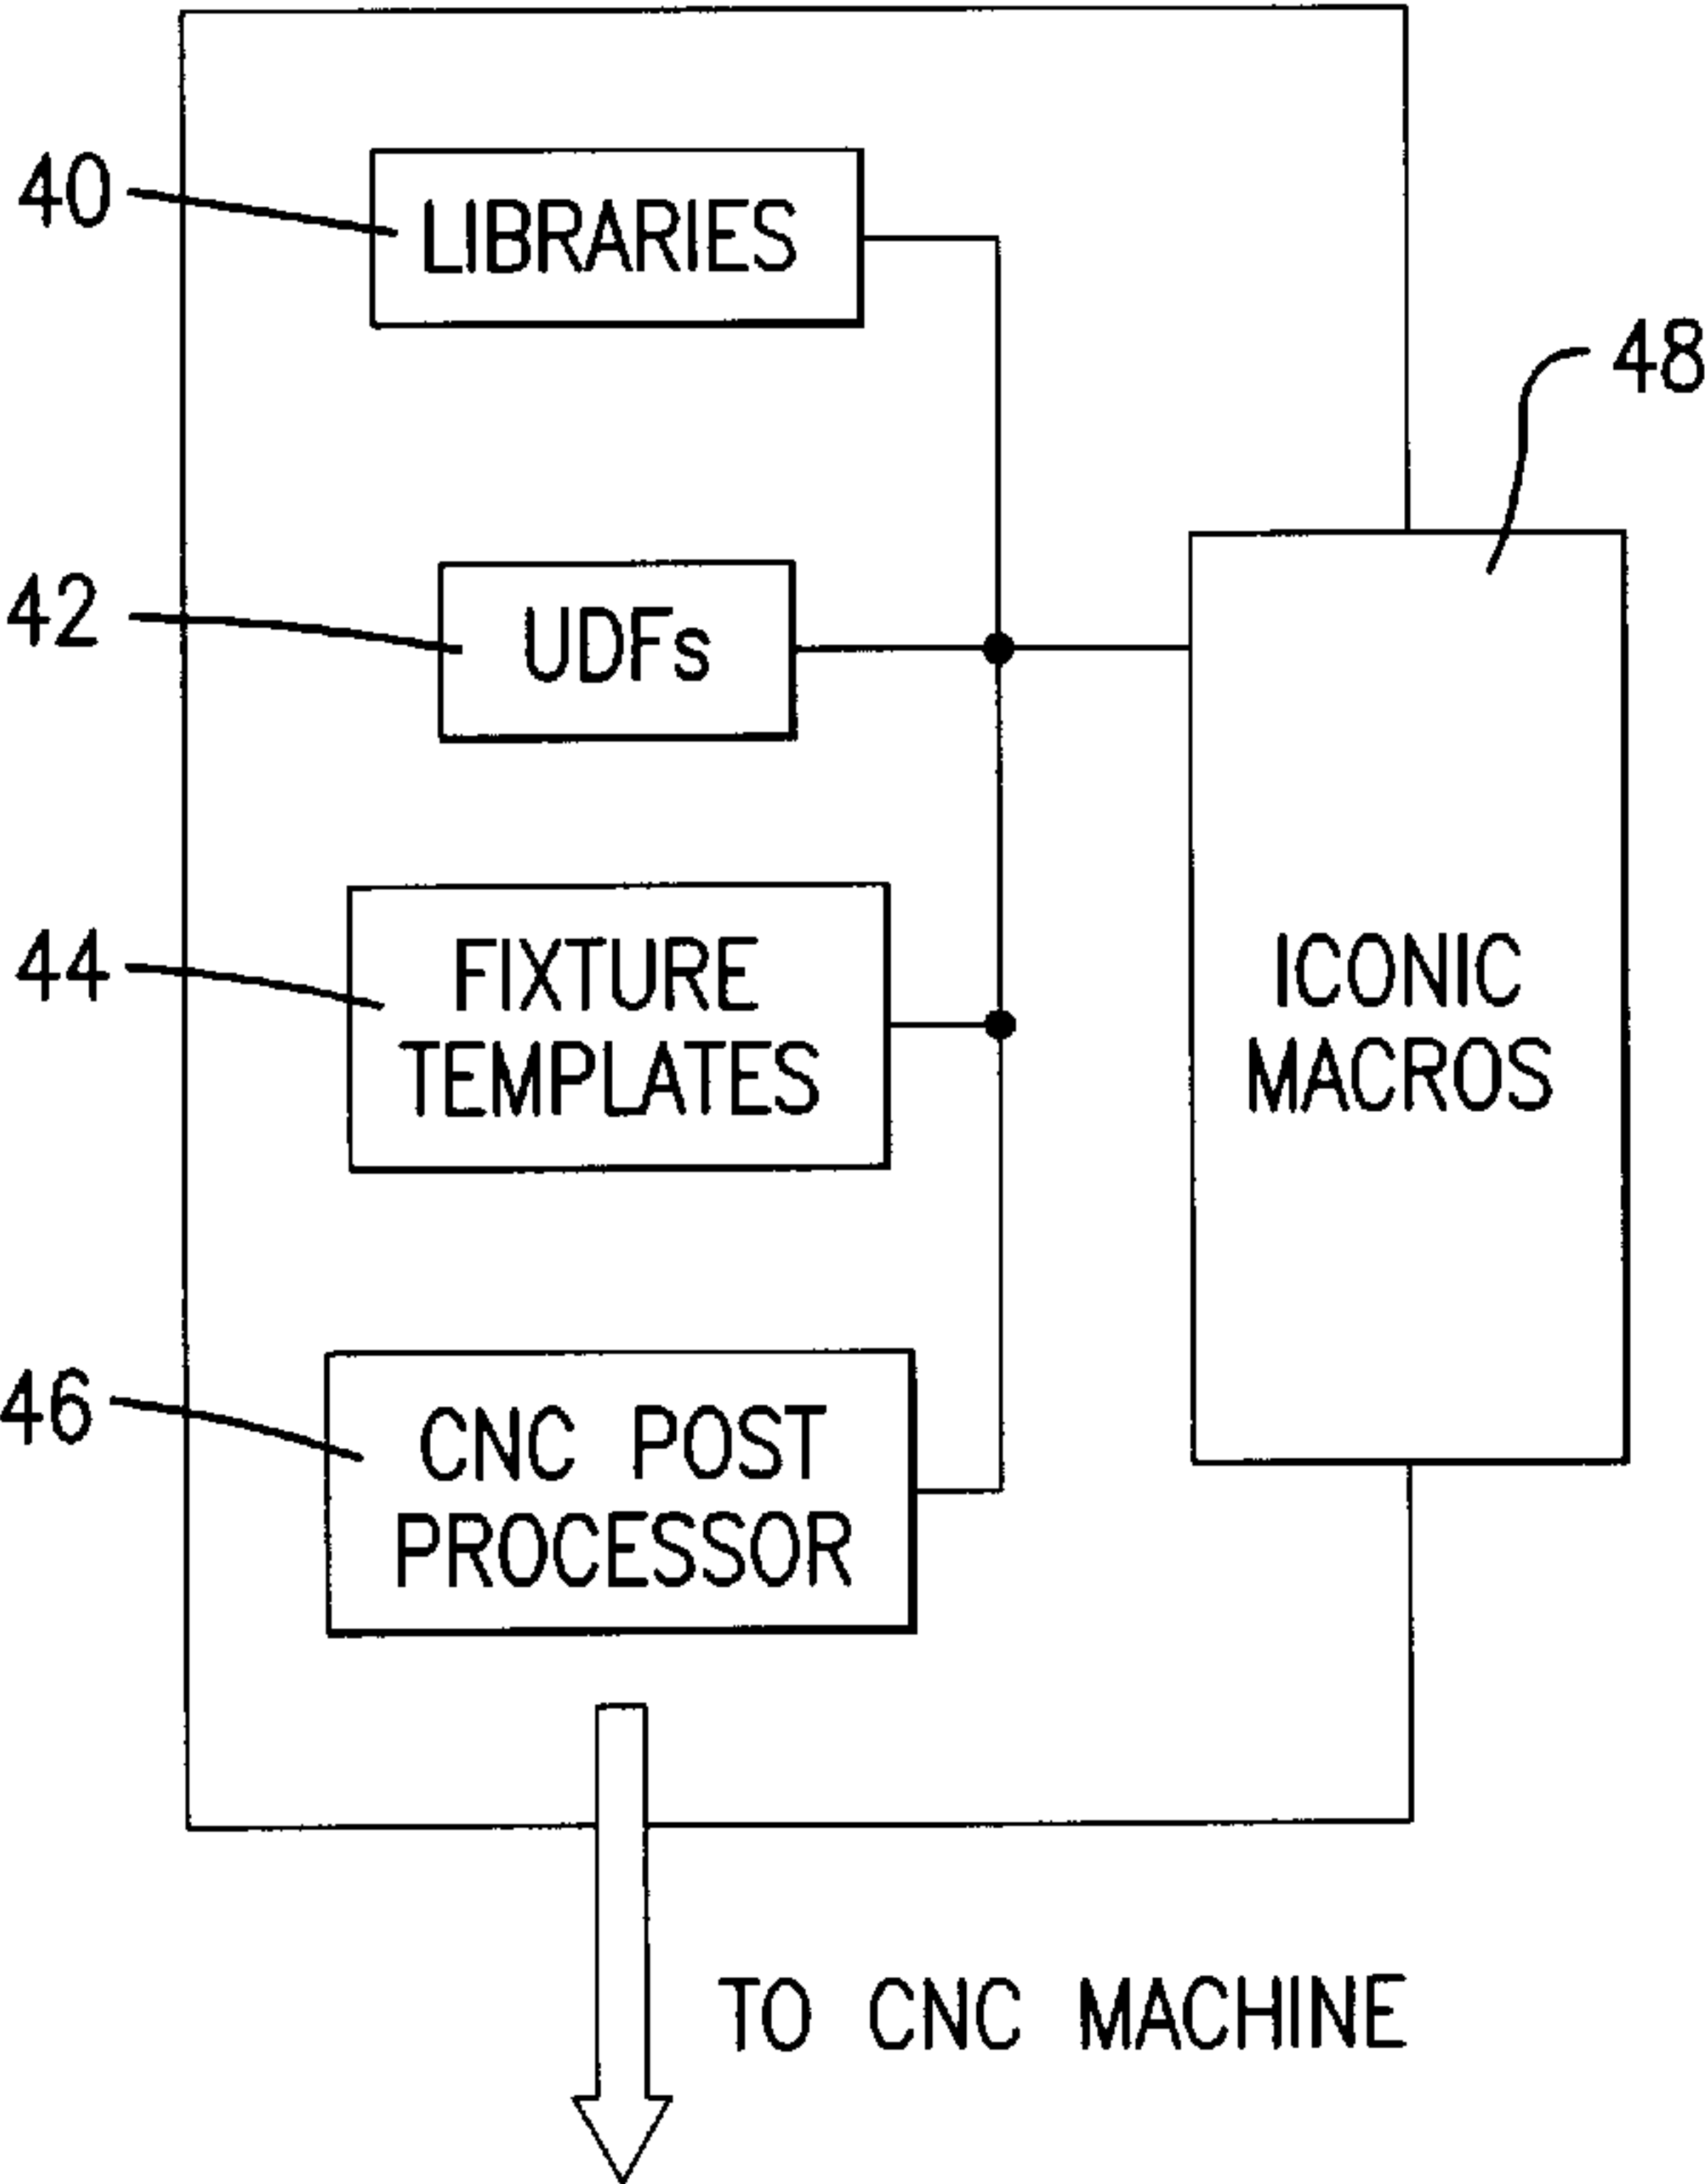 40
LIBRARIES
48
42
UDFs
44
FIXTURE
TEMPLATES
ICONIC
MACROS
46
CNC POST
PROCESSOR
TO CNC MACHINE